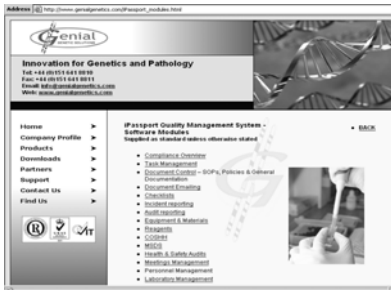 Address http://www.genialgenetics.com/iPassport_modules.html
Genial
GENETIC SOLUTIONS
Innovation for Genetics and Pathology
Tel: +44 (0)151 641 8810
Fax: +44 (0)151 641 8811
Email: info@genialgenetics.com
Web: www.genialgenetics.com
Home
Company Profile
Products
Downloads
Partners
Support
Contact Us
Find Us
iPassport Quality Management System -
Software Modules
Supplied as standard unless otherwise stated
BACK
Compliance Overview
Task Management
Document Control – SOPs, Policies & General
Documentation
Document Emailing
Checklists
Incident reporting
Audit reporting
Equipment & Materials
Reagents
COSHH
MSDS
Health & Safety Audits
Meetings Management
Personnel Management
Laboratory Management